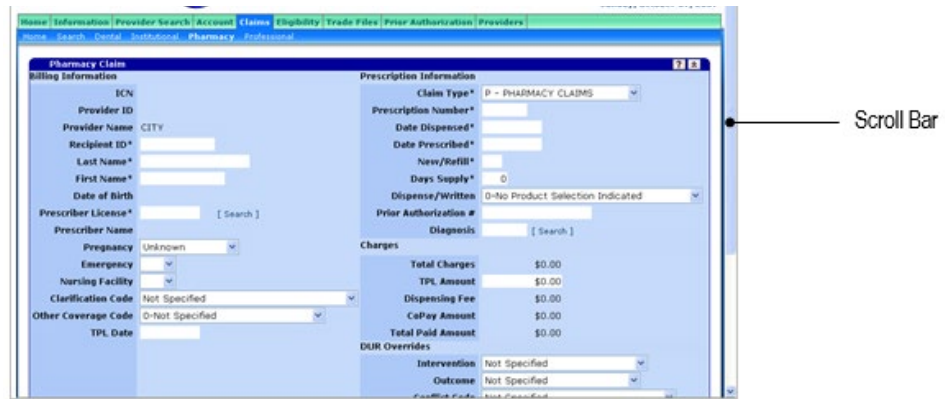 Home Information Provider Search Account Claims Eligibility Trade Files Prior Authorization Providers
Home Search Dental Institutional Pharmacy Professional
Pharmacy Claim ?
Billing Information
ICN
Provider ID
Provider Name CITY
Recipient ID*
Last Name*
First Name*
Date of Birth
Prescriber License* [ Search ]
Prescriber Name
Pregnancy Unknown
Emergency
Nursing Facility
Clarification Code Not Specified
Other Coverage Code 0-Not Specified
TPL Date
Prescription Information
Claim Type* P - PHARMACY CLAIMS
Prescription Number*
Date Dispensed*
Date Prescribed*
New/Refill*
Days Supply* 0
Dispense/Written 0-No Product Selection Indicated
Prior Authorization #
Diagnosis [ Search ]
Charges
Total Charges $0.00
TPL Amount $0.00
Dispensing Fee $0.00
CoPay Amount $0.00
Total Paid Amount $0.00
DUR Overrides
Intervention Not Specified
Outcome Not Specified
Conflict Code Not Specified
Scroll Bar